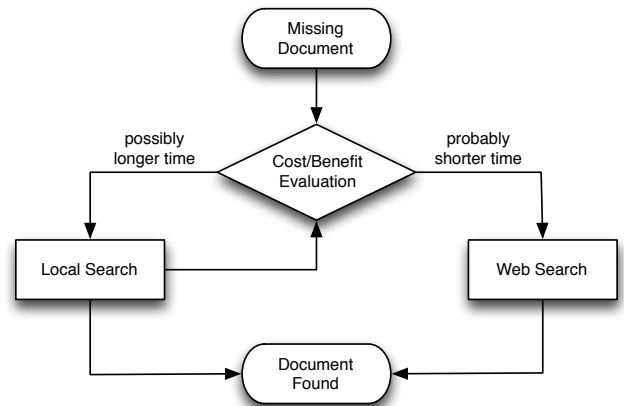 Missing
Document
possibly
longer time
Cost/Benefit
Evaluation
probably
shorter time
Local Search
Web Search
Document
Found